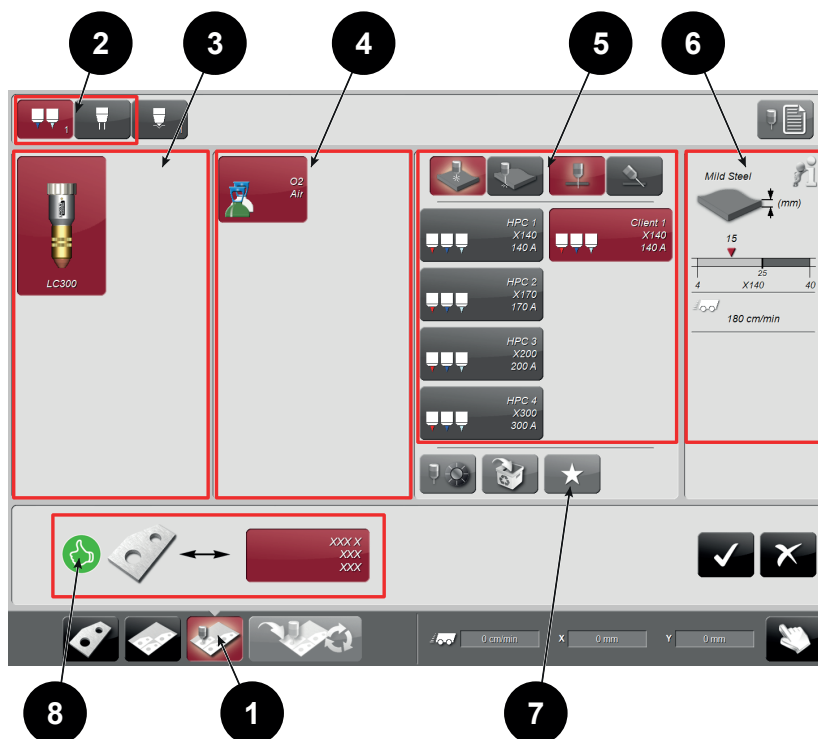 2
3
4
5
6
1
LC300
O2
Air
HPC 1
X140
140 A
Client 1
X140
140 A
HPC 2
X170
170 A
HPC 3
X200
200 A
HPC 4
X300
300 A
Mild Steel
(mm)
15
25
4 X140 40
180 cm/min
XXX X
XXX
XXX
0 cm/min X 0 mm Y 0 mm
8
1
7